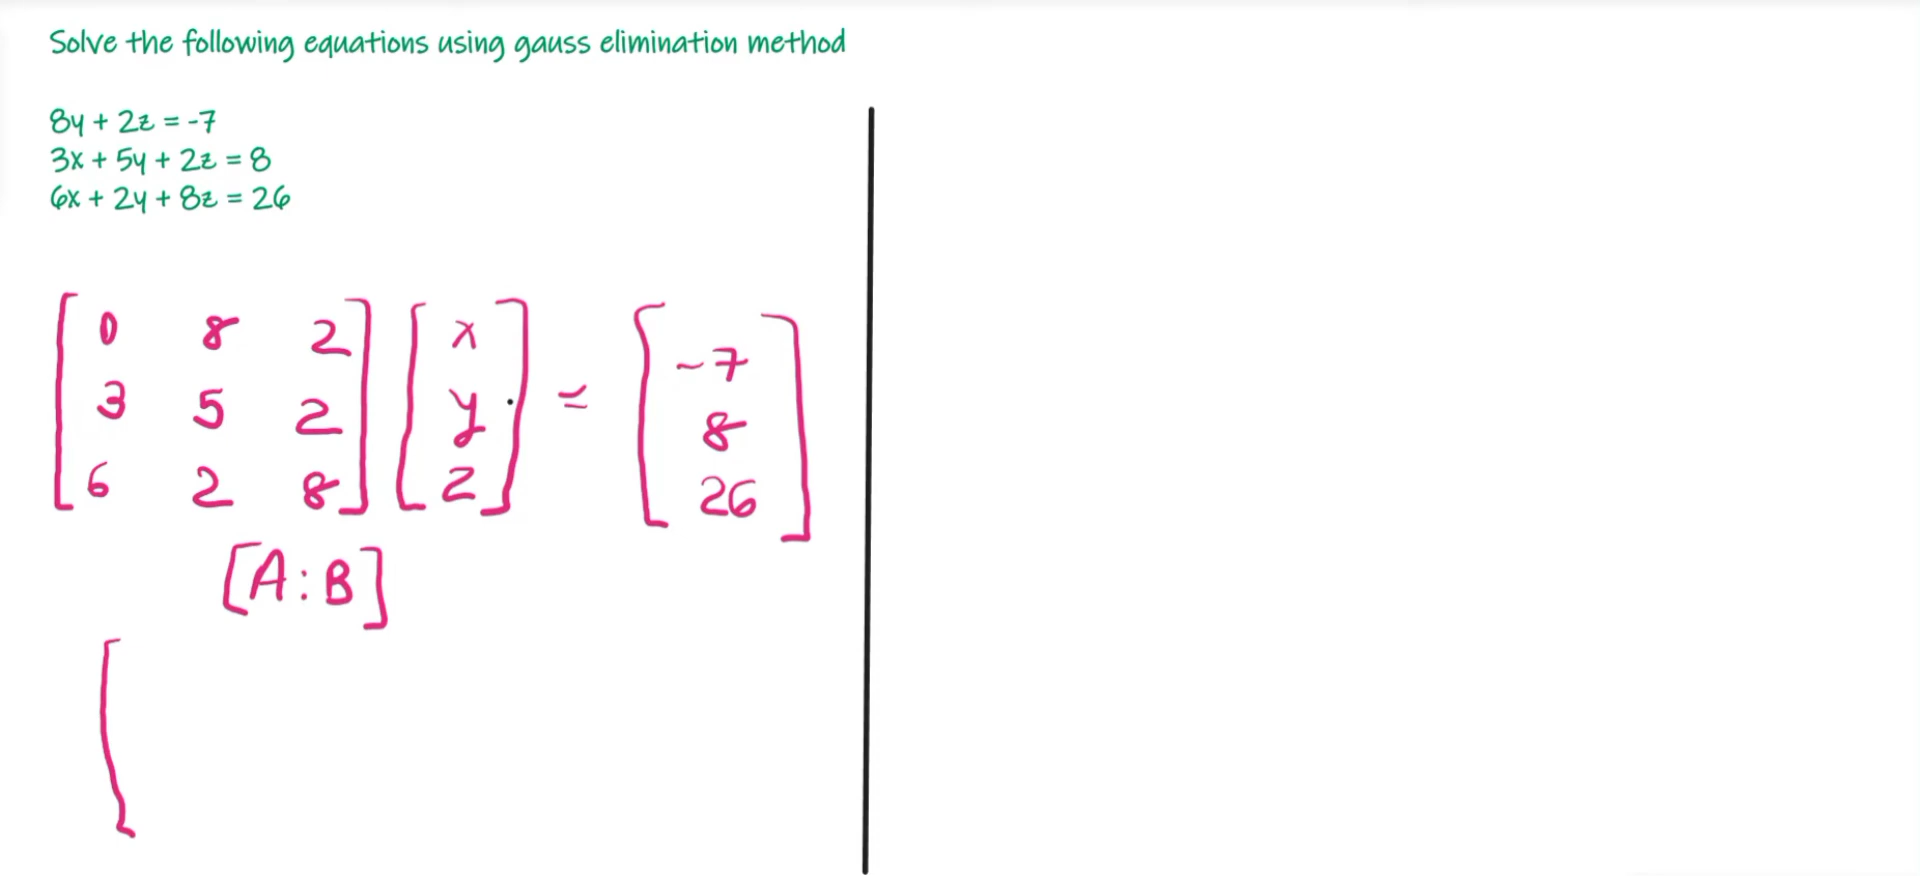 Solve the following equations using gauss elimination method
8y + 2z = -7
3x + 5y + 2z = 8
6x + 2y + 8z = 26
[0 8 2] [x] = [-7]
[3 5 2] [y] [8]
[6 2 8] [z] [26]
[A:B]
[